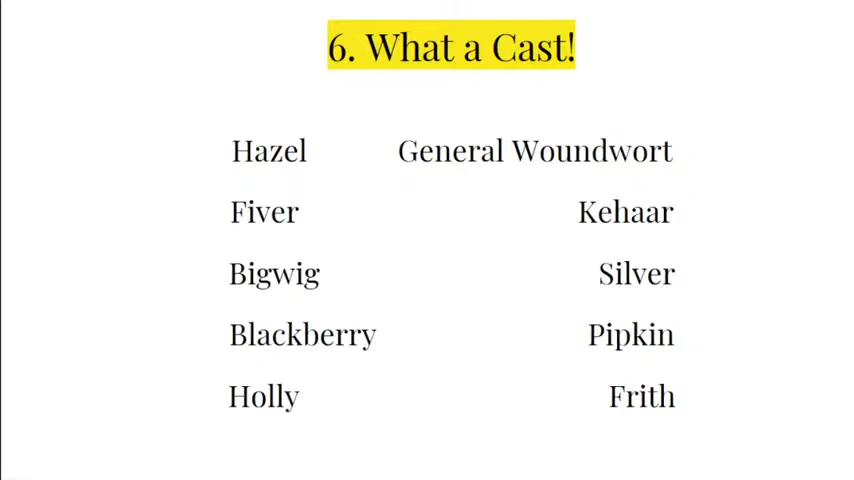 6. What a Cast!
Hazel General Woundwort
Fiver Kehaar
Bigwig Silver
Blackberry Pipkin
Holly Frith